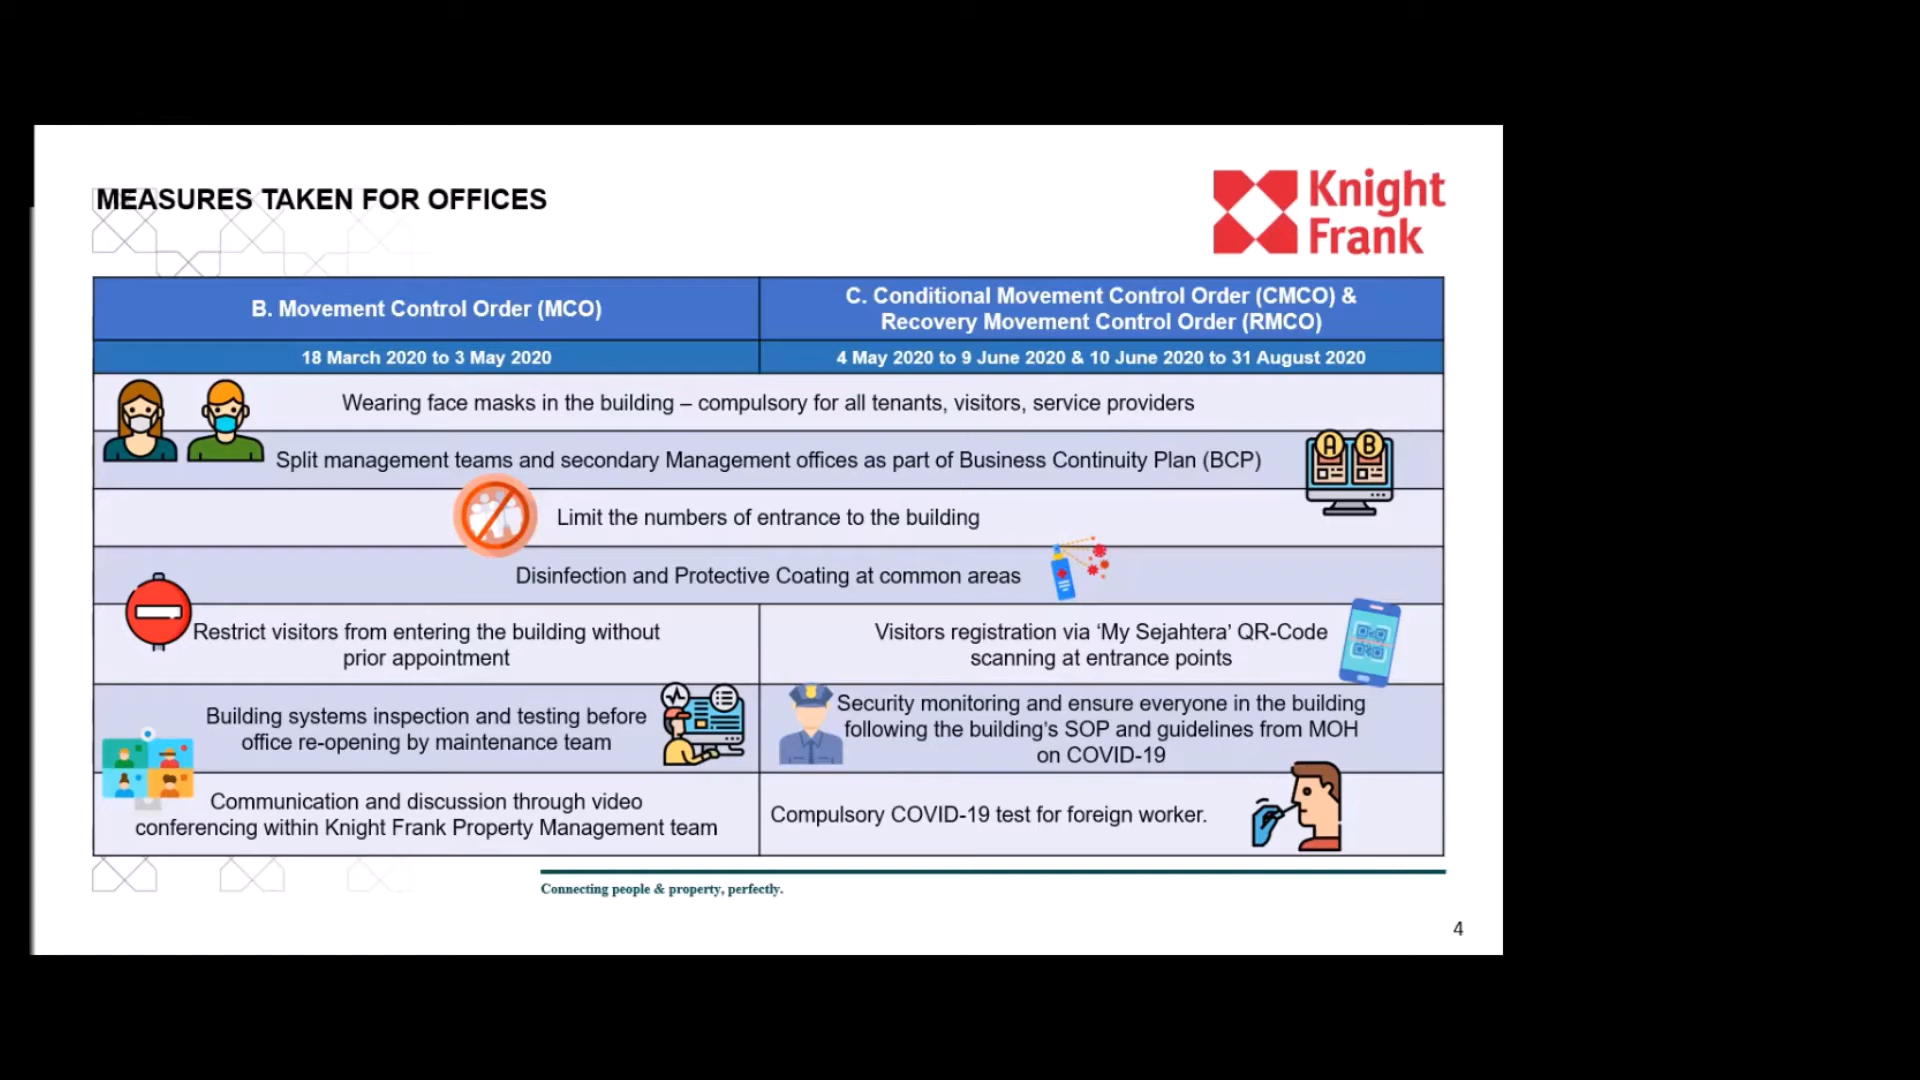 MEASURES TAKEN FOR OFFICES
Knight
Frank
B. Movement Control Order (MCO)
C. Conditional Movement Control Order (CMCO) &
Recovery Movement Control Order (RMCO)
18 March 2020 to 3 May 2020
4 May 2020 to 9 June 2020 & 10 June 2020 to 31 August 2020
Wearing face masks in the building – compulsory for all tenants, visitors, service providers
Split management teams and secondary Management offices as part of Business Continuity Plan (BCP)
A B
Limit the numbers of entrance to the building
Disinfection and Protective Coating at common areas
Restrict visitors from entering the building without
prior appointment
Visitors registration via ‘My Sejahtera’ QR-Code
scanning at entrance points
Building systems inspection and testing before
office re-opening by maintenance team
Security monitoring and ensure everyone in the building
following the building’s SOP and guidelines from MOH
on COVID-19
Communication and discussion through video
conferencing within Knight Frank Property Management team
Compulsory COVID-19 test for foreign worker.
Connecting people & property, perfectly.
4